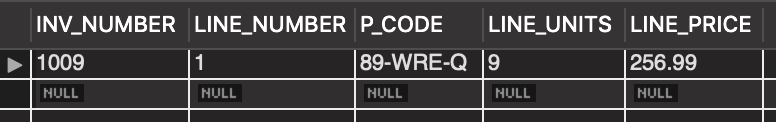 INV_NUMBER LINE_NUMBER P_CODE LINE_UNITS LINE_PRICE
1009 1 89-WRE-Q 9 256.99
NULL NULL NULL NULL NULL